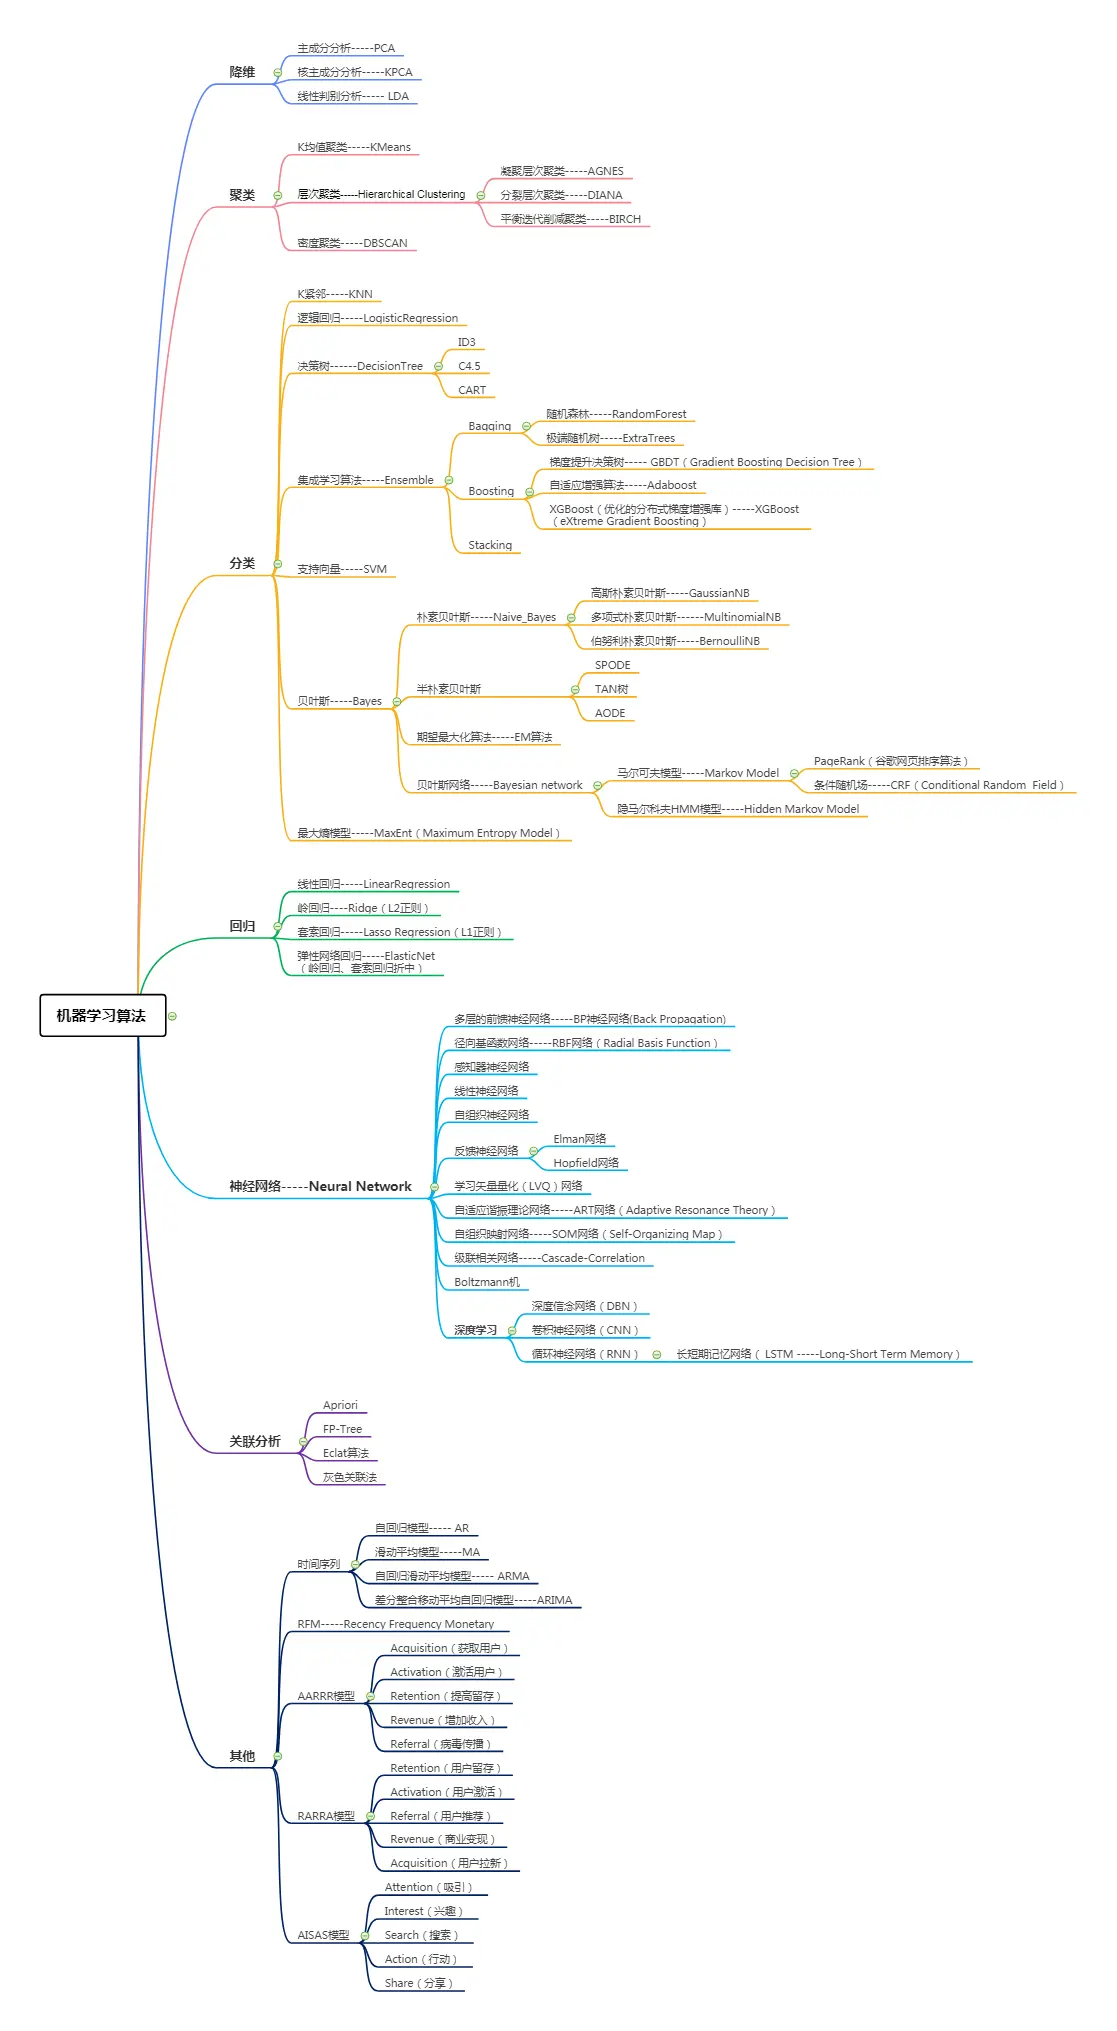 机器学习算法
降维
主成分分析-----PCA
核主成分分析-----KPCA
线性判别分析----- LDA
聚类
K均值聚类-----KMeans
层次聚类-----Hierarchical Clustering
凝聚层次聚类-----AGNES
分裂层次聚类-----DIANA
平衡迭代削减聚类-----BIRCH
密度聚类-----DBSCAN
分类
K紧邻-----KNN
逻辑回归-----LogisticRegression
决策树------DecisionTree
ID3
C4.5
CART
集成学习算法-----Ensemble
Bagging
随机森林-----RandomForest
极端随机树-----ExtraTrees
Boosting
梯度提升决策树----- GBDT（Gradient Boosting Decision Tree）
自适应增强算法-----Adaboost
XGBoost（优化的分布式梯度增强库）-----XGBoost
（eXtreme Gradient Boosting）
Stacking
支持向量-----SVM
贝叶斯-----Bayes
朴素贝叶斯-----Naive_Bayes
高斯朴素贝叶斯-----GaussianNB
多项式朴素贝叶斯------MultinomialNB
伯努利朴素贝叶斯-----BernoulliNB
半朴素贝叶斯
SPODE
TAN树
AODE
期望最大化算法-----EM算法
贝叶斯网络-----Bayesian network
马尔可夫模型-----Markov Model
PageRank（谷歌网页排序算法）
条件随机场-----CRF（Conditional Random  Field）
隐马尔科夫HMM模型-----Hidden Markov Model
最大熵模型-----MaxEnt（Maximum Entropy Model）
回归
线性回归-----LinearRegression
岭回归----Ridge（L2正则）
套索回归-----Lasso Regression（L1正则）
弹性网络回归-----ElasticNet
（岭回归、套索回归折中）
神经网络-----Neural Network
多层的前馈神经网络-----BP神经网络(Back Propagation)
径向基函数网络-----RBF网络（Radial Basis Function）
感知器神经网络
线性神经网络
自组织神经网络
反馈神经网络
Elman网络
Hopfield网络
学习矢量量化（LVQ）网络
自适应谐振理论网络-----ART网络（Adaptive Resonance Theory）
自组织映射网络-----SOM网络（Self-Organizing Map）
级联相关网络-----Cascade-Correlation
Boltzmann机
深度学习
深度信念网络（DBN）
卷积神经网络（CNN）
循环神经网络（RNN）
长短期记忆网络（ LSTM -----Long-Short Term Memory）
关联分析
Apriori
FP-Tree
Eclat算法
灰色关联法
其他
时间序列
自回归模型----- AR
滑动平均模型-----MA
自回归滑动平均模型----- ARMA
差分整合移动平均自回归模型-----ARIMA
RFM-----Recency Frequency Monetary
AARRR模型
Acquisition（获取用户）
Activation（激活用户）
Retention（提高留存）
Revenue（增加收入）
Referral（病毒传播）
RARRA模型
Retention（用户留存）
Activation（用户激活）
Referral（用户推荐）
Revenue（商业变现）
Acquisition（用户拉新）
AISAS模型
Attention（吸引）
Interest（兴趣）
Search（搜索）
Action（行动）
Share（分享）